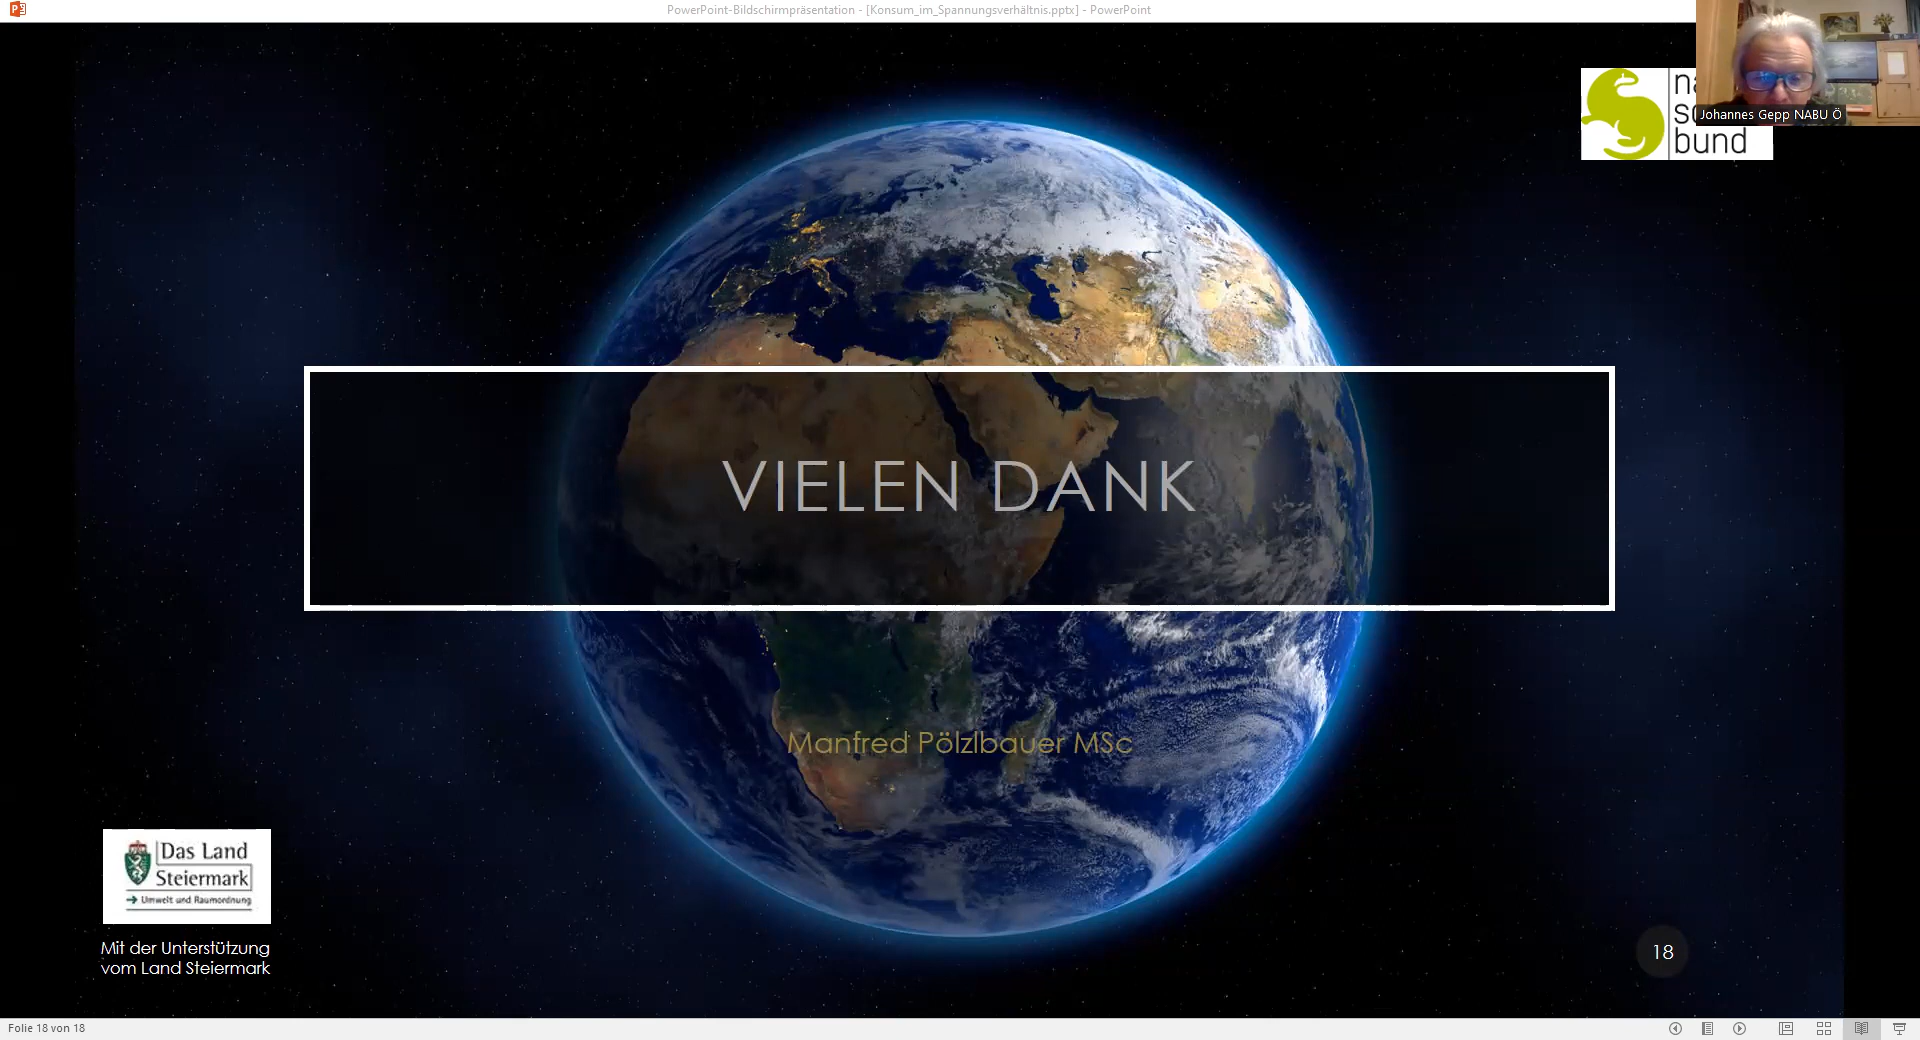 PowerPoint-Bildschirmpräsentation - [Konsum_im_Spannungsverhältnis.pptx] - PowerPoint
bund
Johannes Gepp NABU Ö
VIELEN DANK
Manfred Pölzlbauer MSc
Das Land
Steiermark
→ Umwelt und Raumordnung
Mit der Unterstützung
vom Land Steiermark
18
Folie 18 von 18